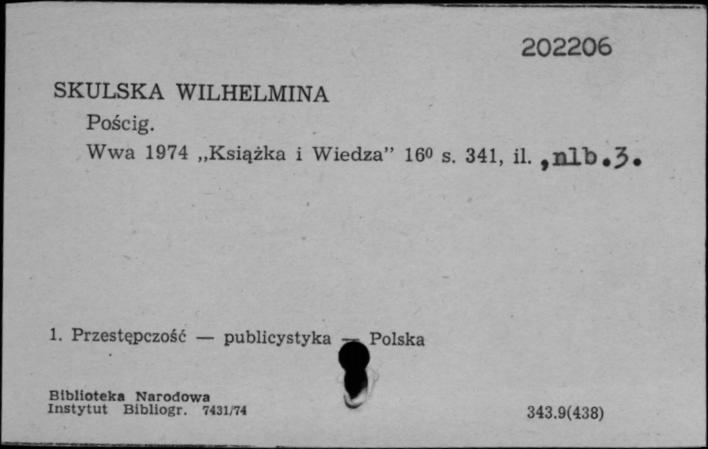 202206
SKULSKA WILHELMINA
Pościg.
Wwa 1974 „Książka i Wiedza” 16⁰ s. 341, il. ,nlb.3.
1. Przestępczość — publicystyka — Polska
Biblioteka Narodowa
Instytut Bibliogr. 7431/74
343.9(438)